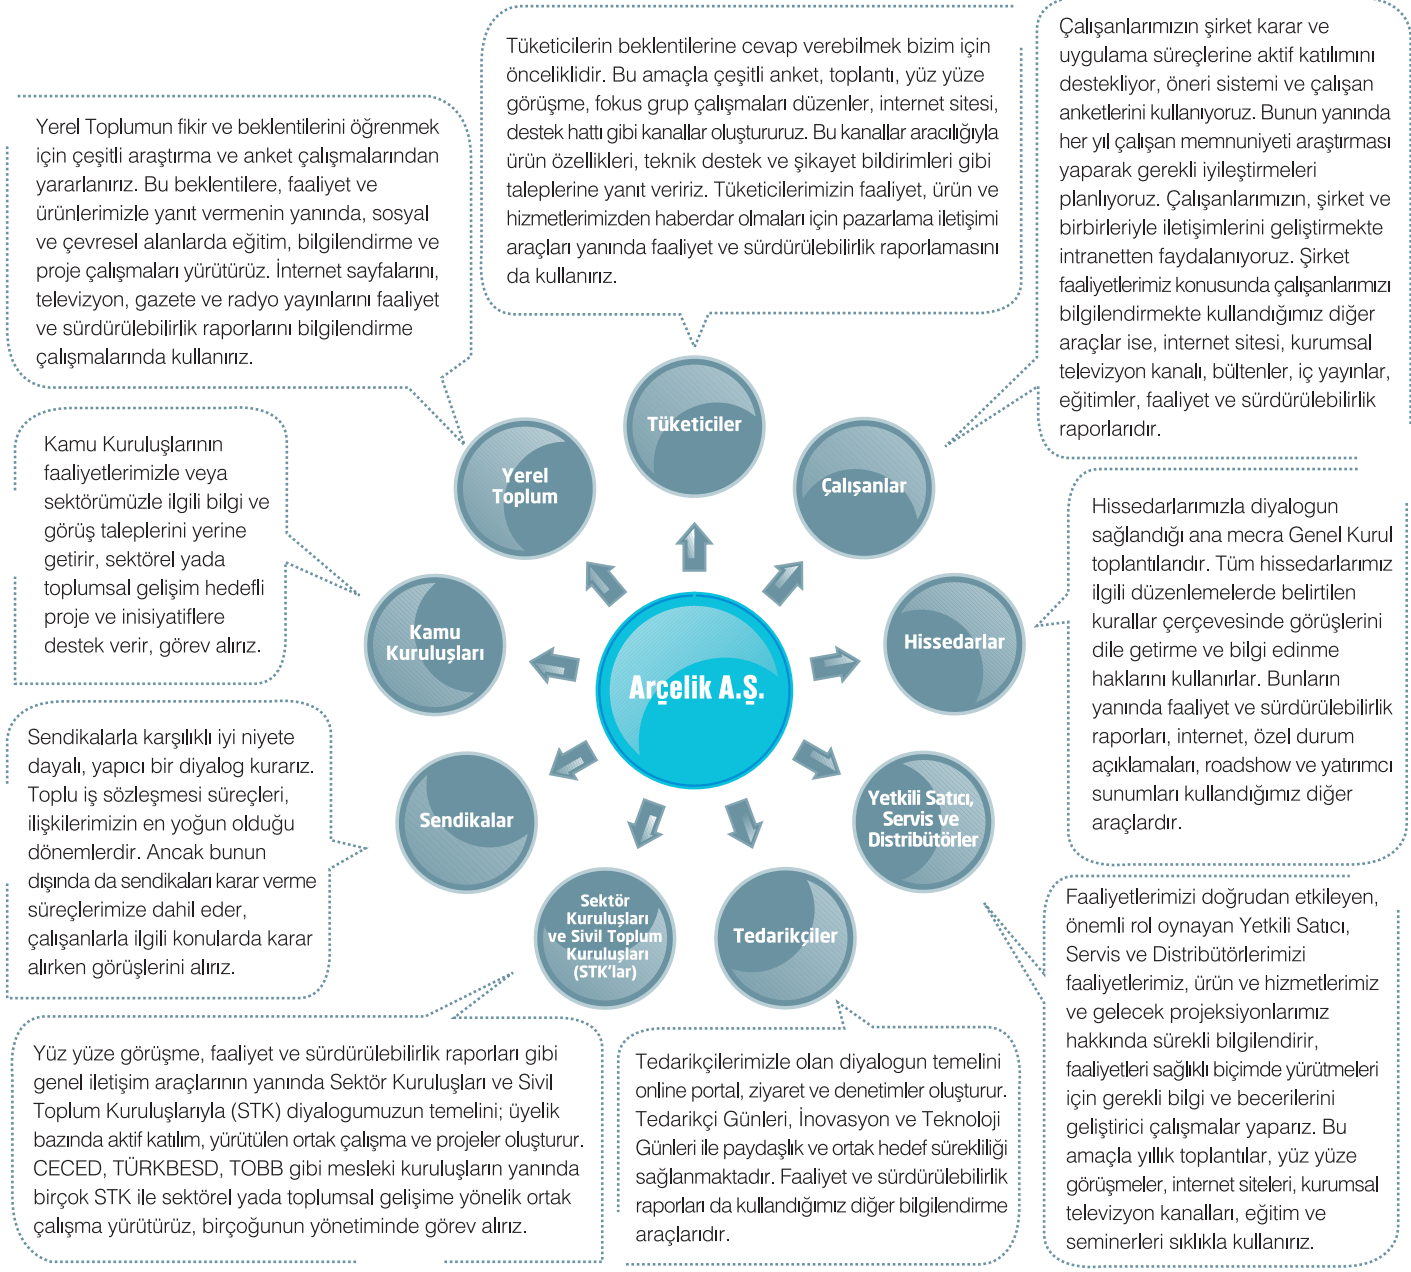 Tüketicilerin beklentilerine cevap verebilmek bizim için
önceliklidir. Bu amaçla çeşitli anket, toplantı, yüz yüze
görüşme, fokus grup çalışmaları düzenler, internet sitesi,
destek hattı gibi kanallar oluştururuz. Bu kanallar aracılığıyla
ürün özellikleri, teknik destek ve şikayet bildirimleri gibi
taleplerine yanıt veririz. Tüketicilerimizin faaliyet, ürün ve
hizmetlerimizden haberdar olmaları için pazarlama iletişimi
araçları yanında faaliyet ve sürdürülebilirlik raporlamasını
da kullanırız.
Çalışanlarımızın şirket karar ve
uygulama süreçlerine aktif katılımını
destekliyor, öneri sistemi ve çalışan
anketlerini kullanıyoruz. Bunun yanında
her yıl çalışan memnuniyeti araştırması
yaparak gerekli iyileştirmeleri
planlıyoruz. Çalışanlarımızın, şirket ve
birbirleriyle iletişimlerini geliştirmekte
intranetten faydalanıyoruz. Şirket
faaliyetlerimiz konusunda çalışanlarımızı
bilgilendirmekte kullandığımız diğer
araçlar ise, internet sitesi, kurumsal
televizyon kanalı, bültenler, iç yayınlar,
eğitimler, faaliyet ve sürdürülebilirlik
raporlarıdır.
Yerel Toplumun fikir ve beklentilerini öğrenmek
için çeşitli araştırma ve anket çalışmalarından
yararlanırız. Bu beklentilere, faaliyet ve
ürünlerimizle yanıt vermenin yanında, sosyal
ve çevresel alanlarda eğitim, bilgilendirme ve
proje çalışmaları yürütürüz. İnternet sayfalarını,
televizyon, gazete ve radyo yayınlarını faaliyet
ve sürdürülebilirlik raporlarını bilgilendirme
çalışmalarında kullanırız.
Kamu Kuruluşlarının
faaliyetlerimizle veya
sektörümüzle ilgili bilgi ve
görüş taleplerini yerine
getirir, sektörel yada
toplumsal gelişim hedefli
proje ve inisiyatiflere
destek verir, görev alırız.
Tüketiciler
Yerel
Toplum
Çalışanlar
Kamu
Kuruluşları
Hissedarlar
Arçelik A.Ş.
Sendikalar
Yetkili Satıcı,
Servis ve
Distribütörler
Sektör
Kuruluşları
ve Sivil Toplum
Kuruluşları
(STK'lar)
Tedarikçiler
Hissedarlarımızla diyalogun
sağlandığı ana mecra Genel Kurul
toplantılarıdır. Tüm hissedarlarımız
ilgili düzenlemelerde belirtilen
kurallar çerçevesinde görüşlerini
dile getirme ve bilgi edinme
haklarını kullanırlar. Bunların
yanında faaliyet ve sürdürülebilirlik
raporları, internet, özel durum
açıklamaları, roadshow ve yatırımcı
sunumları kullandığımız diğer
araçlardır.
Sendikalarla karşılıklı iyi niyete
dayalı, yapıcı bir diyalog kurarız.
Toplu iş sözleşmesi süreçleri,
ilişkilerimizin en yoğun olduğu
dönemlerdir. Ancak bunun
dışında da sendikaları karar verme
süreçlerimize dahil eder,
çalışanlarla ilgili konularda karar
alırken görüşlerini alırız.
Faaliyetlerimizi doğrudan etkileyen,
önemli rol oynayan Yetkili Satıcı,
Servis ve Distribütörlerimizi
faaliyetlerimiz, ürün ve hizmetlerimiz
ve gelecek projeksiyonlarımız
hakkında sürekli bilgilendirir,
faaliyetleri sağlıklı biçimde yürütmeleri
için gerekli bilgi ve becerilerini
geliştirici çalışmalar yaparız. Bu
amaçla yıllık toplantılar, yüz yüze
görüşmeler, internet siteleri, kurumsal
televizyon kanalları, eğitim ve
seminerleri sıklıkla kullanırız.
Yüz yüze görüşme, faaliyet ve sürdürülebilirlik raporları gibi
genel iletişim araçlarının yanında Sektör Kuruluşları ve Sivil
Toplum Kuruluşlarıyla (STK) diyalogumuzun temelini; üyelik
bazında aktif katılım, yürütülen ortak çalışma ve projeler oluşturur.
CECED, TÜRKBESD, TOBB gibi mesleki kuruluşların yanında
birçok STK ile sektörel yada toplumsal gelişime yönelik ortak
çalışma yürütürüz, birçoğunun yönetiminde görev alırız.
Tedarikçilerimizle olan diyalogun temelini
online portal, ziyaret ve denetimler oluşturur.
Tedarikçi Günleri, İnovasyon ve Teknoloji
Günleri ile paydaşlık ve ortak hedef sürekliliği
sağlanmaktadır. Faaliyet ve sürdürülebilirlik
raporları da kullandığımız diğer bilgilendirme
araçlarıdır.